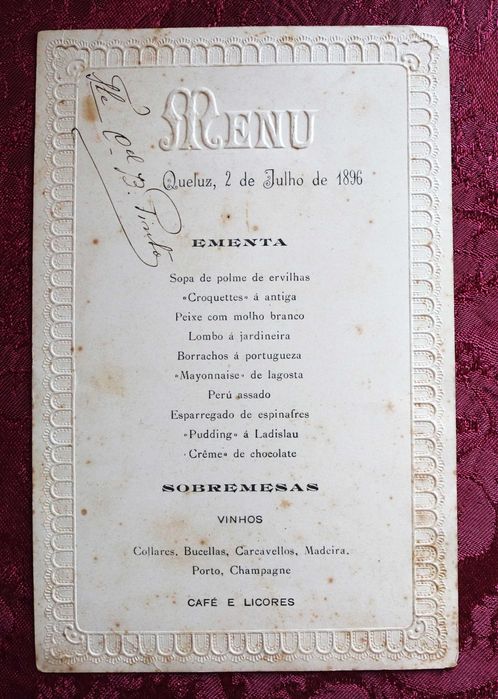 MENU
Queluz, 2 de Julho de 1896
EMENTA
Sopa de polme de ervilhas
«Croquettes» á antiga
Peixe com molho branco
Lombo á jardineira
Borrachos á portugueza
«Mayonnaise» de lagosta
Perú assado
Esparregado de espinafres
«Pudding» á Ladislau
«Crême» de chocolate
SOBREMESAS
VINHOS
Collares, Bucellas, Carcavellos, Madeira,
Porto, Champagne
CAFÉ E LICORES
B. Pinto